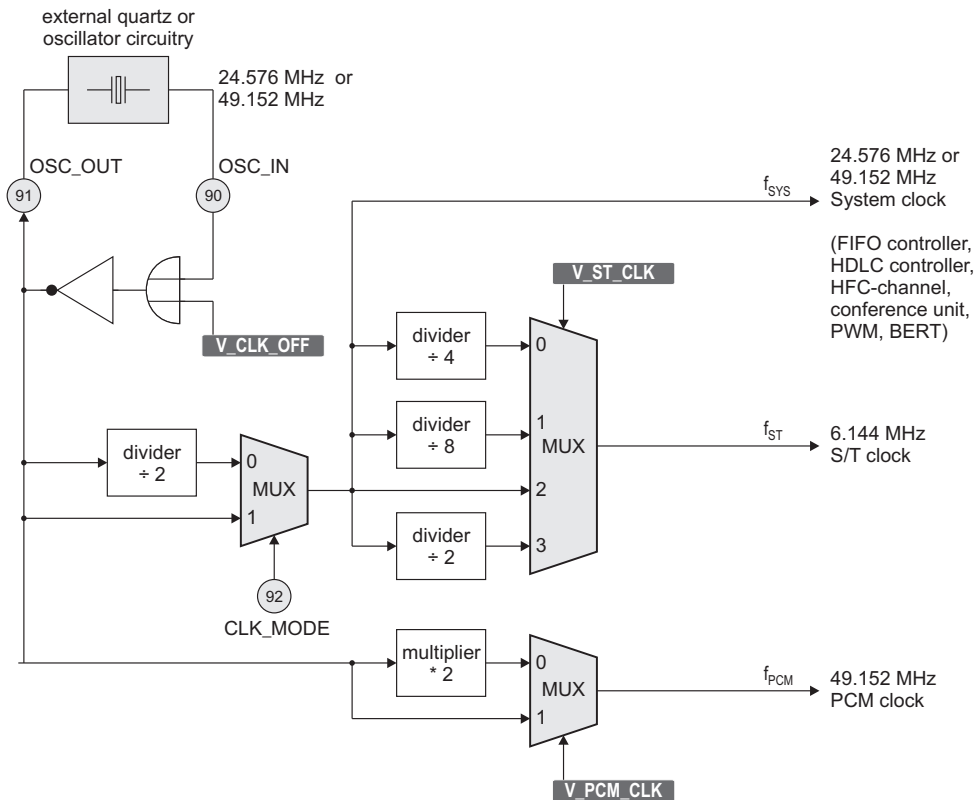 external quartz or
oscillator circuitry
24.576 MHz or
49.152 MHz
OSC_OUT
OSC_IN
91
90
V_CLK_OFF
f_SYS
24.576 MHz or
49.152 MHz
System clock
(FIFO controller,
HDLC controller,
HFC-channel,
conference unit,
PWM, BERT)
V_ST_CLK
divider
÷ 4
0
divider
÷ 8
1
MUX
2
divider
÷ 2
3
f_ST
6.144 MHz
S/T clock
divider
÷ 2
0
MUX
1
92
CLK_MODE
multiplier
* 2
0
MUX
1
f_PCM
49.152 MHz
PCM clock
V_PCM_CLK